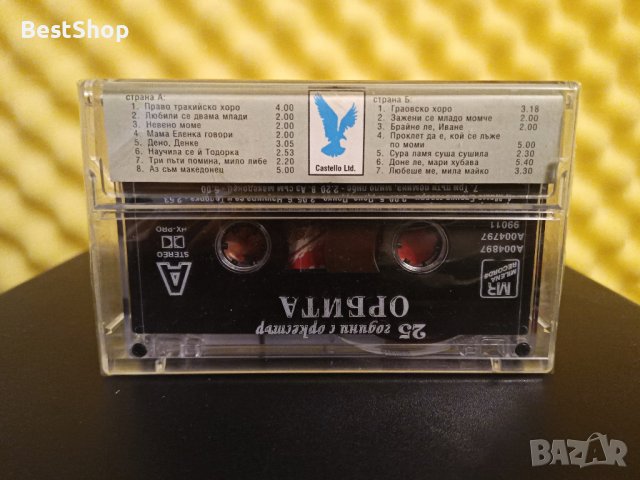 BestShop
страна А:
1. Право тракийско хоро 4.00
2. Любили се двама млади 2.00
3. Невено моме 2.00
4. Мама Еленка говори 2.00
5. Дено, Денке 3.05
6. Научила се й Тодорка 2.53
7. Три пъти помина, мило либе 2.20
8. Аз съм македонец 5.00
Castello Ltd.
страна Б:
1. Граовско хоро 3.18
2. Зажени се младо момче 2.00
3. Брайне ле, Иване 2.00
4. Проклет да е, кой се лъже
по моми 5.00
5. Сура ламя суша сушила 2.30
6. Доне ле, мари хубава 5.40
7. Любеше ме, мила майко 3.30
25
години с оркестър
ОРБИТА
A
STEREO
HX-PRO
MR
MILENA
RECORDS
A004897
A004797
99011
BAZAR